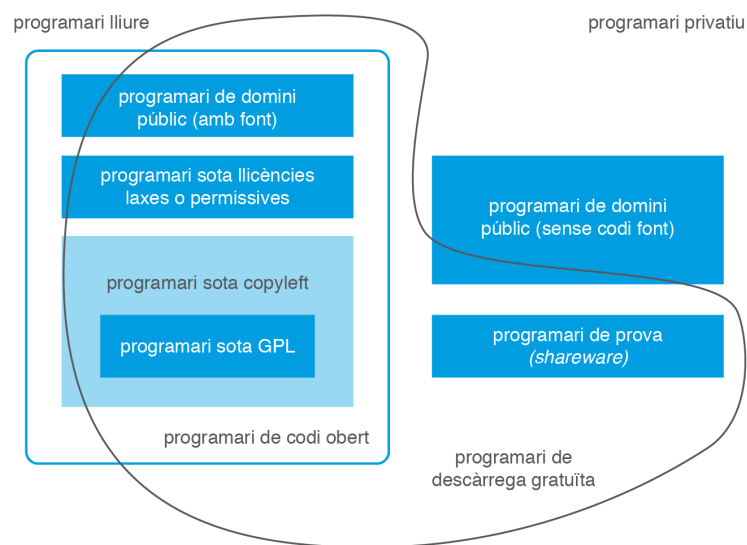 programari lliure
programari privatiu
programari de domini
públic (amb font)
programari sota llicències
laxes o permissives
programari de domini
públic (sense codi font)
programari sota copyleft
programari sota GPL
programari de prova
(shareware)
programari de codi obert
programari de
descàrrega gratuïta